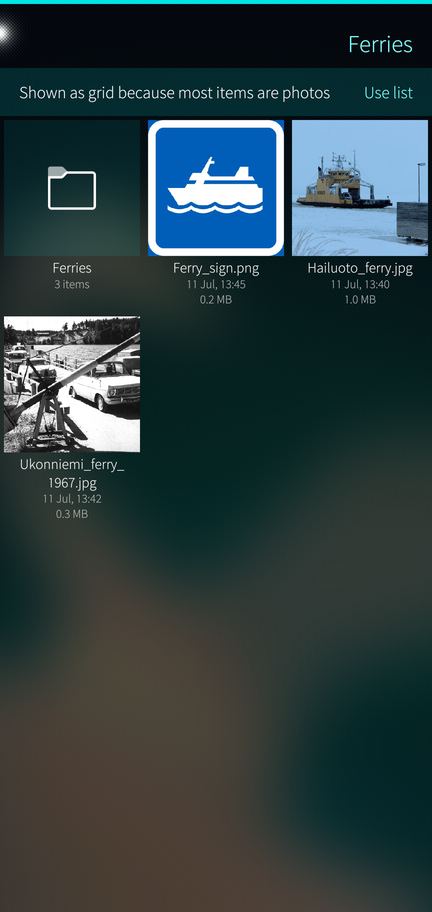 Ferries
Shown as grid because most items are photos
Use list
Ferries
3 items
Ferry_sign.png
11 Jul, 13:45
0.2 MB
Hailuoto_ferry.jpg
11 Jul, 13:40
1.0 MB
Ukonniemi_ferry_
1967.jpg
11 Jul, 13:42
0.3 MB